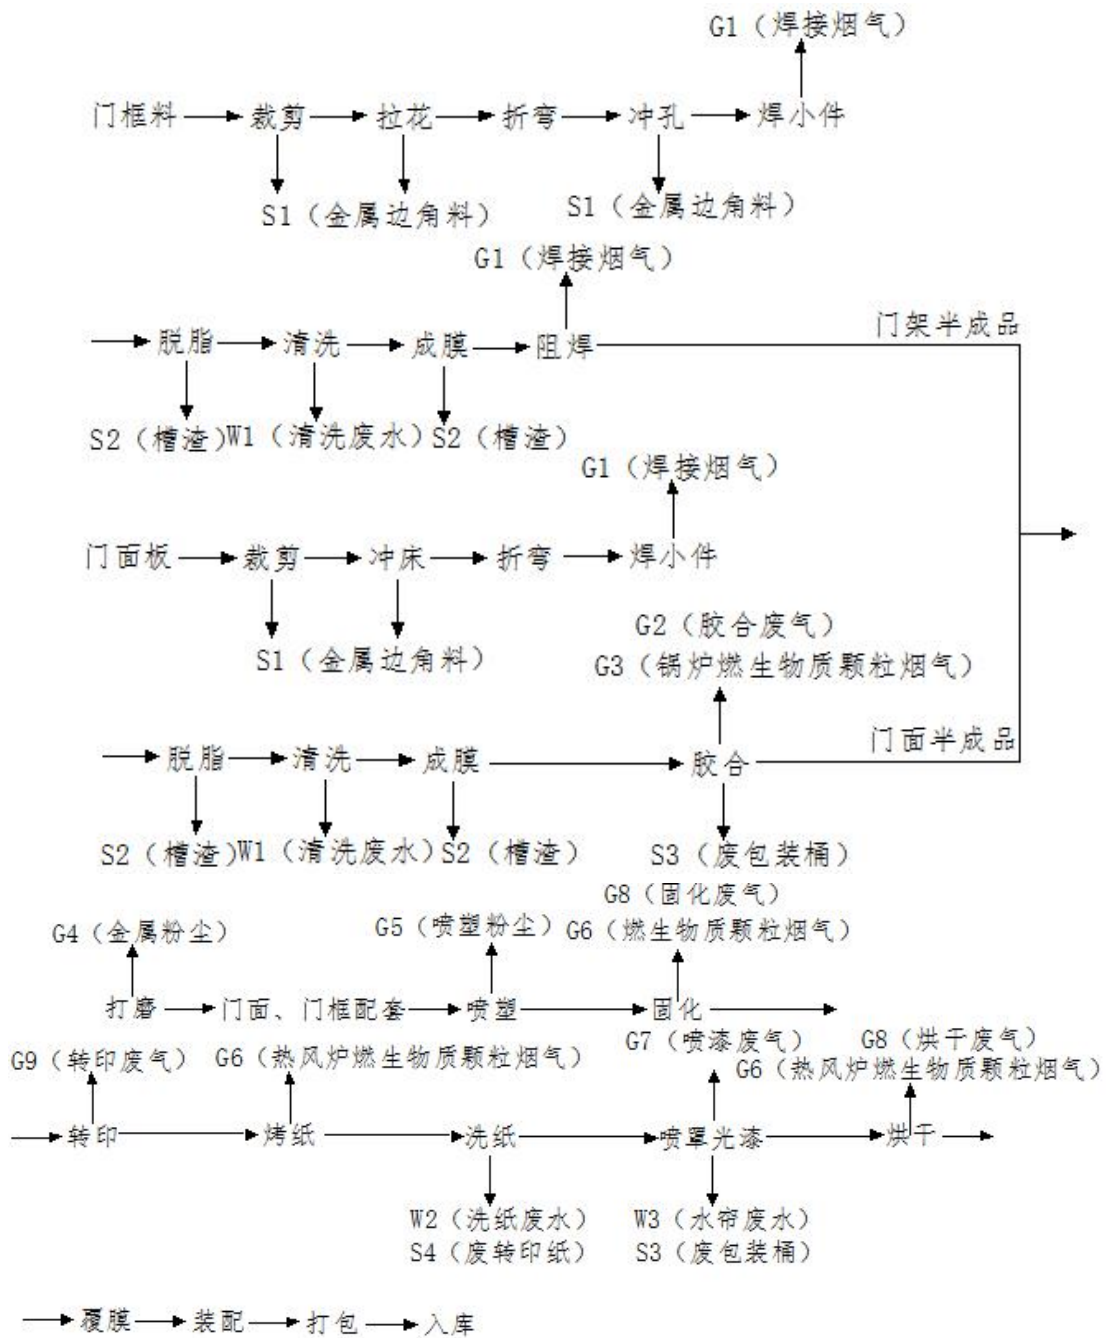 G1（焊接烟气）
门框料 裁剪 拉花 折弯 冲孔 焊小件
S1（金属边角料） S1（金属边角料）
G1（焊接烟气）
门架半成品
脱脂 清洗 成膜 阻焊
S2（槽渣）W1（清洗废水）S2（槽渣）
G1（焊接烟气）
门面板 裁剪 冲床 折弯 焊小件
G2（胶合废气）
S1（金属边角料） G3（锅炉燃生物质颗粒烟气）
门面半成品
脱脂 清洗 成膜 胶合
S2（槽渣）W1（清洗废水）S2（槽渣） S3（废包装桶）
G8（固化废气）
G4（金属粉尘） G5（喷塑粉尘） G6（燃生物质颗粒烟气）
打磨 门面、门框配套 喷塑 固化
G7（喷漆废气） G8（烘干废气）
G9（转印废气） G6（热风炉燃生物质颗粒烟气） G6（热风炉燃生物质颗粒烟气）
转印 烤纸 洗纸 喷罩光漆 烘干
W2（洗纸废水） W3（水帘废水）
S4（废转印纸） S3（废包装桶）
覆膜 装配 打包 入库